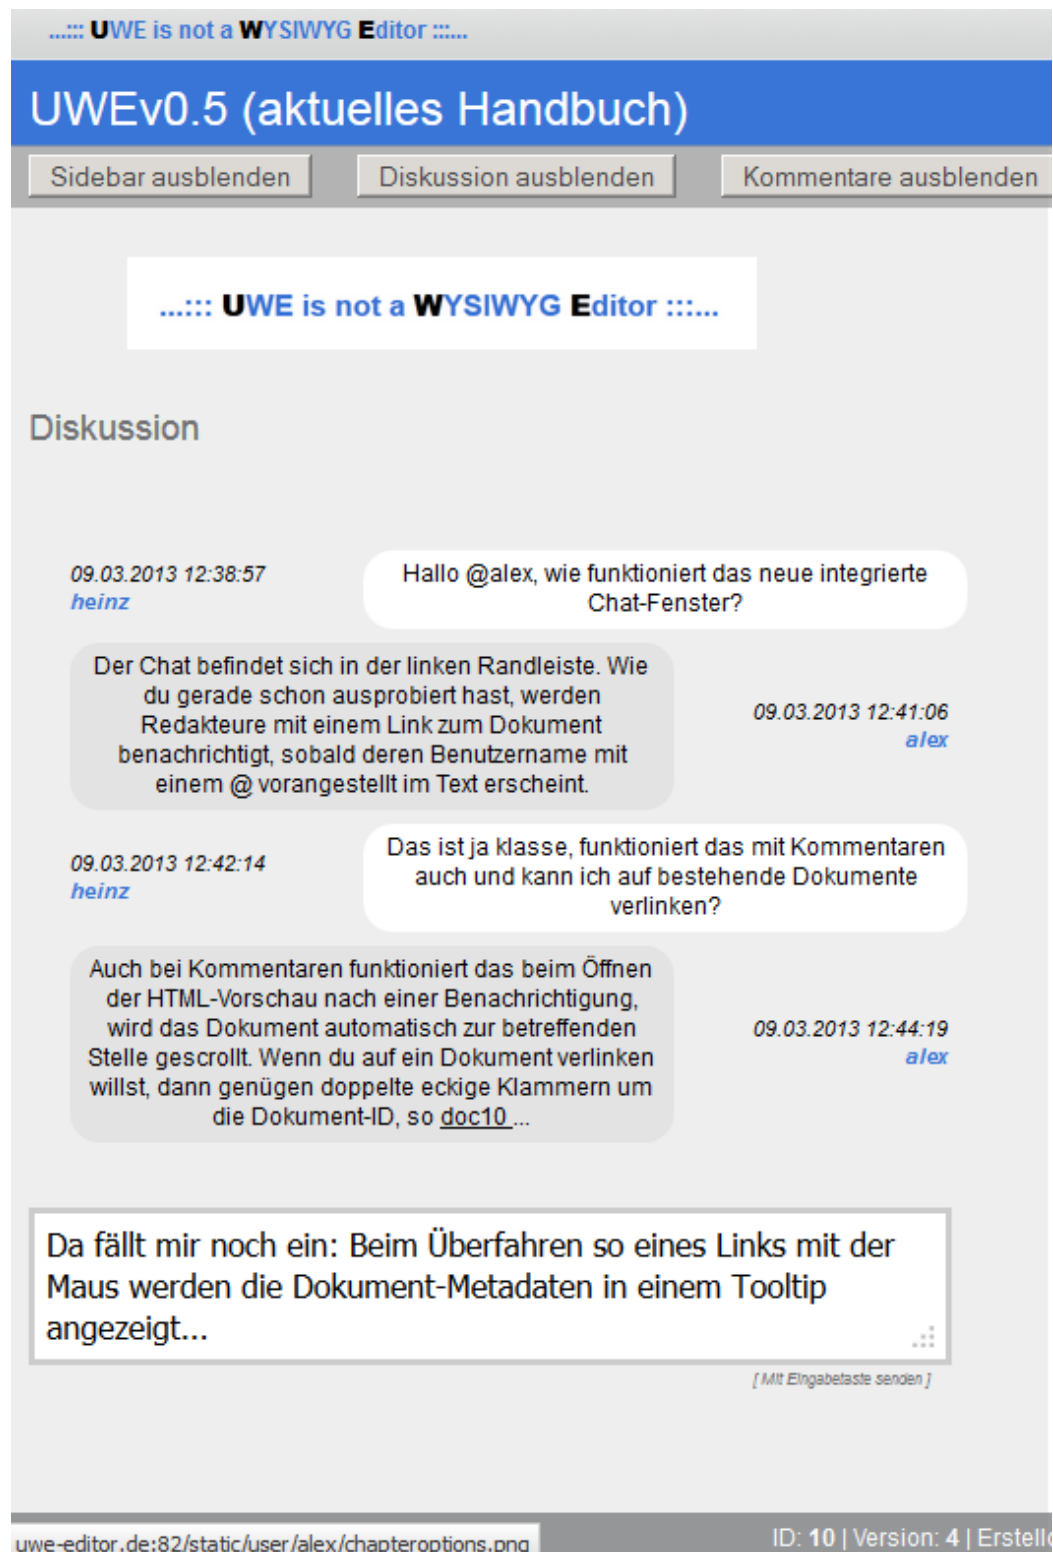 ...::: UWE is not a WYSIWYG Editor :::...
UWEv0.5 (aktuelles Handbuch)
Sidebar ausblenden Diskussion ausblenden Kommentare ausblenden
...::: UWE is not a WYSIWYG Editor :::...
Diskussion
09.03.2013 12:38:57
heinz
Hallo @alex, wie funktioniert das neue integrierte
Chat-Fenster?
Der Chat befindet sich in der linken Randleiste. Wie
du gerade schon ausprobiert hast, werden
Redakteure mit einem Link zum Dokument
benachrichtigt, sobald deren Benutzername mit
einem @ vorangestellt im Text erscheint.
09.03.2013 12:41:06
alex
09.03.2013 12:42:14
heinz
Das ist ja klasse, funktioniert das mit Kommentaren
auch und kann ich auf bestehende Dokumente
verlinken?
Auch bei Kommentaren funktioniert das beim Öffnen
der HTML-Vorschau nach einer Benachrichtigung,
wird das Dokument automatisch zur betreffenden
Stelle gescrollt. Wenn du auf ein Dokument verlinken
willst, dann genügen doppelte eckige Klammern um
die Dokument-ID, so doc10 ...
09.03.2013 12:44:19
alex
Da fällt mir noch ein: Beim Überfahren so eines Links mit der
Maus werden die Dokument-Metadaten in einem Tooltip
angezeigt...
[ Mit Eingabetaste senden ]
uwe-editor.de:82/static/user/alex/chapteroptions.png
ID: 10 | Version: 4 |